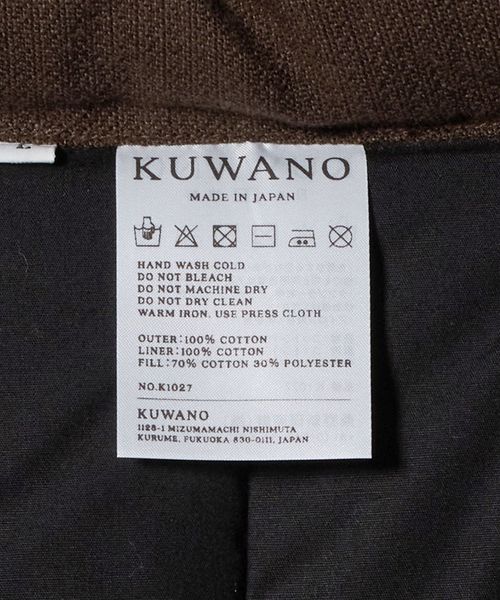 KUWANO
MADE IN JAPAN
HAND WASH COLD
DO NOT BLEACH
DO NOT MACHINE DRY
DO NOT DRY CLEAN
WARM IRON. USE PRESS CLOTH
OUTER:100% COTTON
LINER:100% COTTON
FILL:70% COTTON 30% POLYESTER
NO.K1027
KUWANO
1128-1 MIZUMAMACHI NISHIMUTA
KURUME, FUKUOKA 830-0111, JAPAN